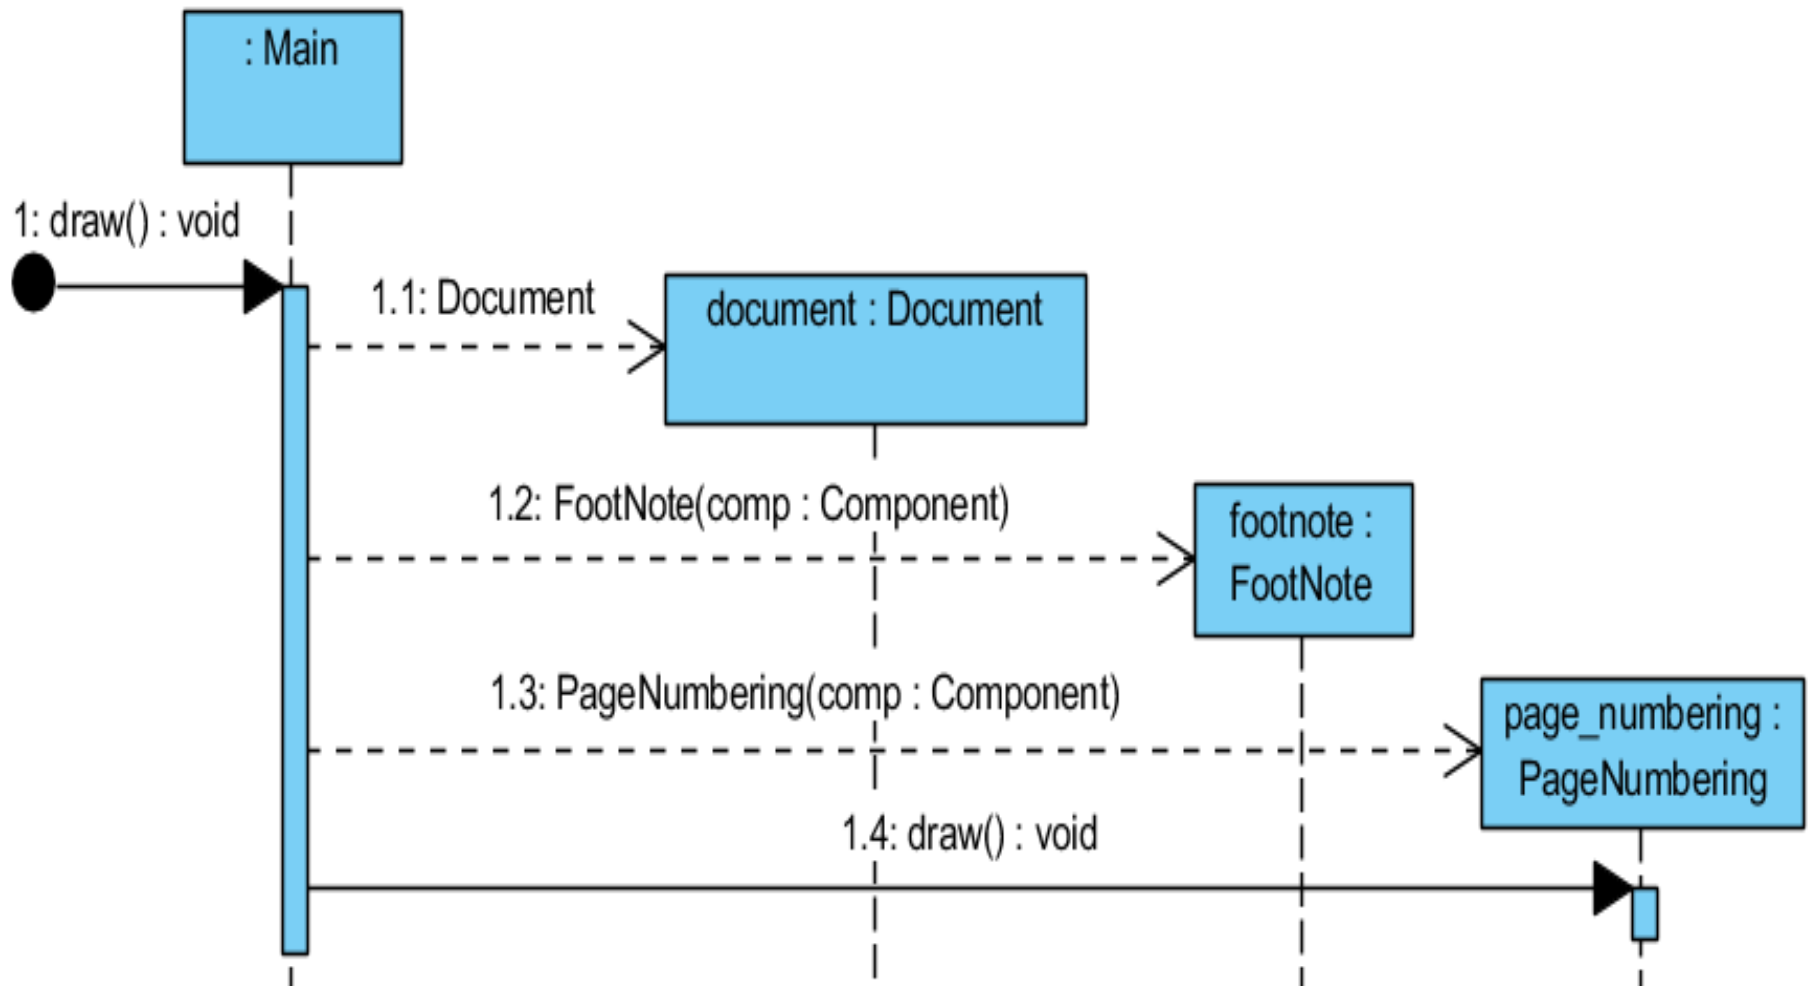 : Main
1: draw() : void
1.1: Document
document : Document
1.2: FootNote(comp : Component)
footnote :
FootNote
1.3: PageNumbering(comp : Component)
page_numbering :
PageNumbering
1.4: draw() : void